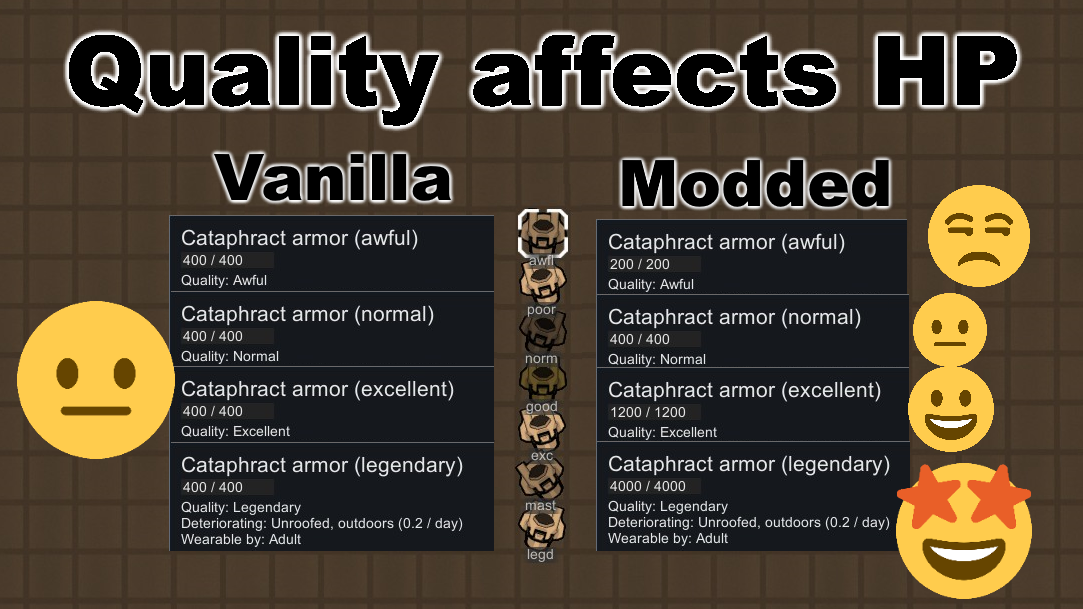 Quality affects HP
Vanilla
Cataphract armor (awful)
400 / 400
Quality: Awful
Cataphract armor (normal)
400 / 400
Quality: Normal
Cataphract armor (excellent)
400 / 400
Quality: Excellent
Cataphract armor (legendary)
400 / 400
Quality: Legendary
Deteriorating: Unroofed, outdoors (0.2 / day)
Wearable by: Adult
awfl
poor
norm
good
exc
mast
legd
Modded
Cataphract armor (awful)
200 / 200
Quality: Awful
Cataphract armor (normal)
400 / 400
Quality: Normal
Cataphract armor (excellent)
1200 / 1200
Quality: Excellent
Cataphract armor (legendary)
4000 / 4000
Quality: Legendary
Deteriorating: Unroofed, outdoors (0.2 / day)
Wearable by: Adult